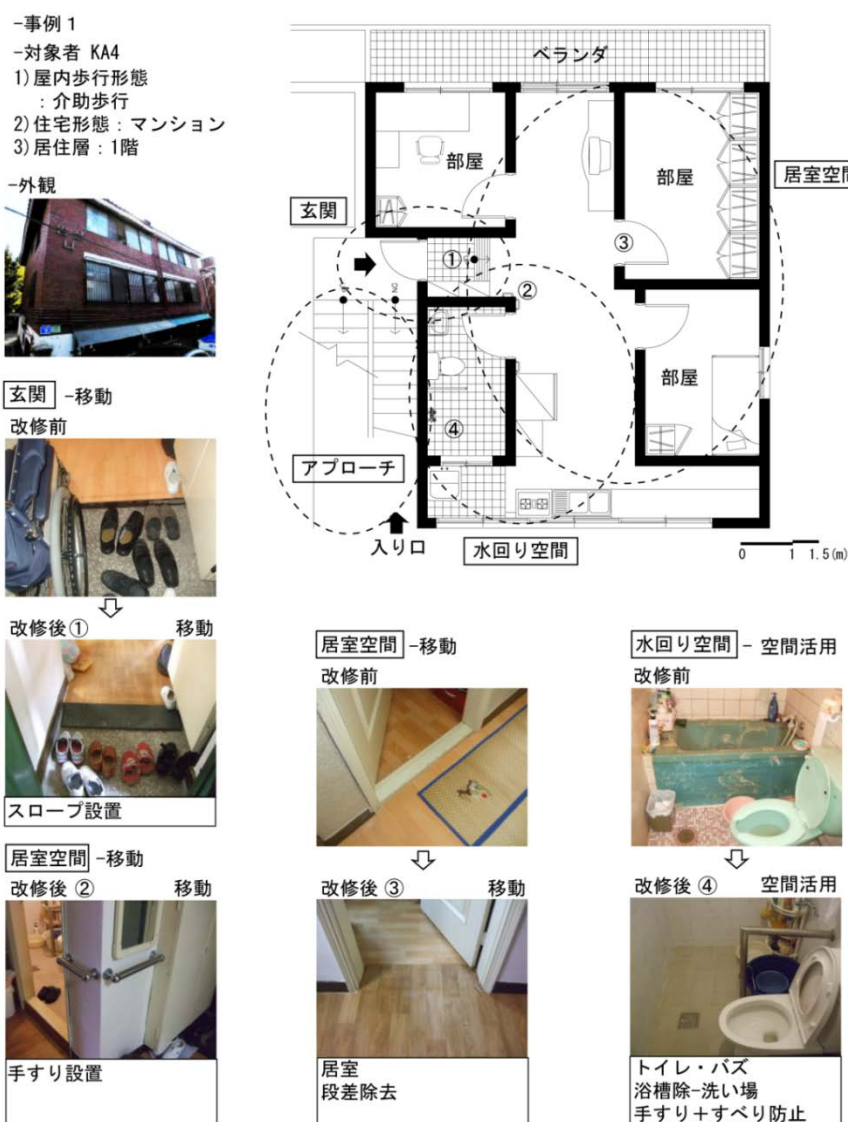 -事例1
-対象者 KA4
1)屋内歩行形態
：介助歩行
2)住宅形態：マンション
3)居住層：1階
-外観
ベランダ
部屋
部屋
居室空間
玄関
①
③
②
DN
DN
部屋
④
アプローチ
入り口
水回り空間
0 1 1.5(m)
玄関 -移動
改修前
改修後① 移動
スロープ設置
居室空間 -移動
改修後 ② 移動
手すり設置
居室空間 -移動
改修前
改修後 ③ 移動
居室
段差除去
水回り空間 - 空間活用
改修前
改修後 ④ 空間活用
トイレ・バズ
浴槽除-洗い場
手すり＋すべり防止